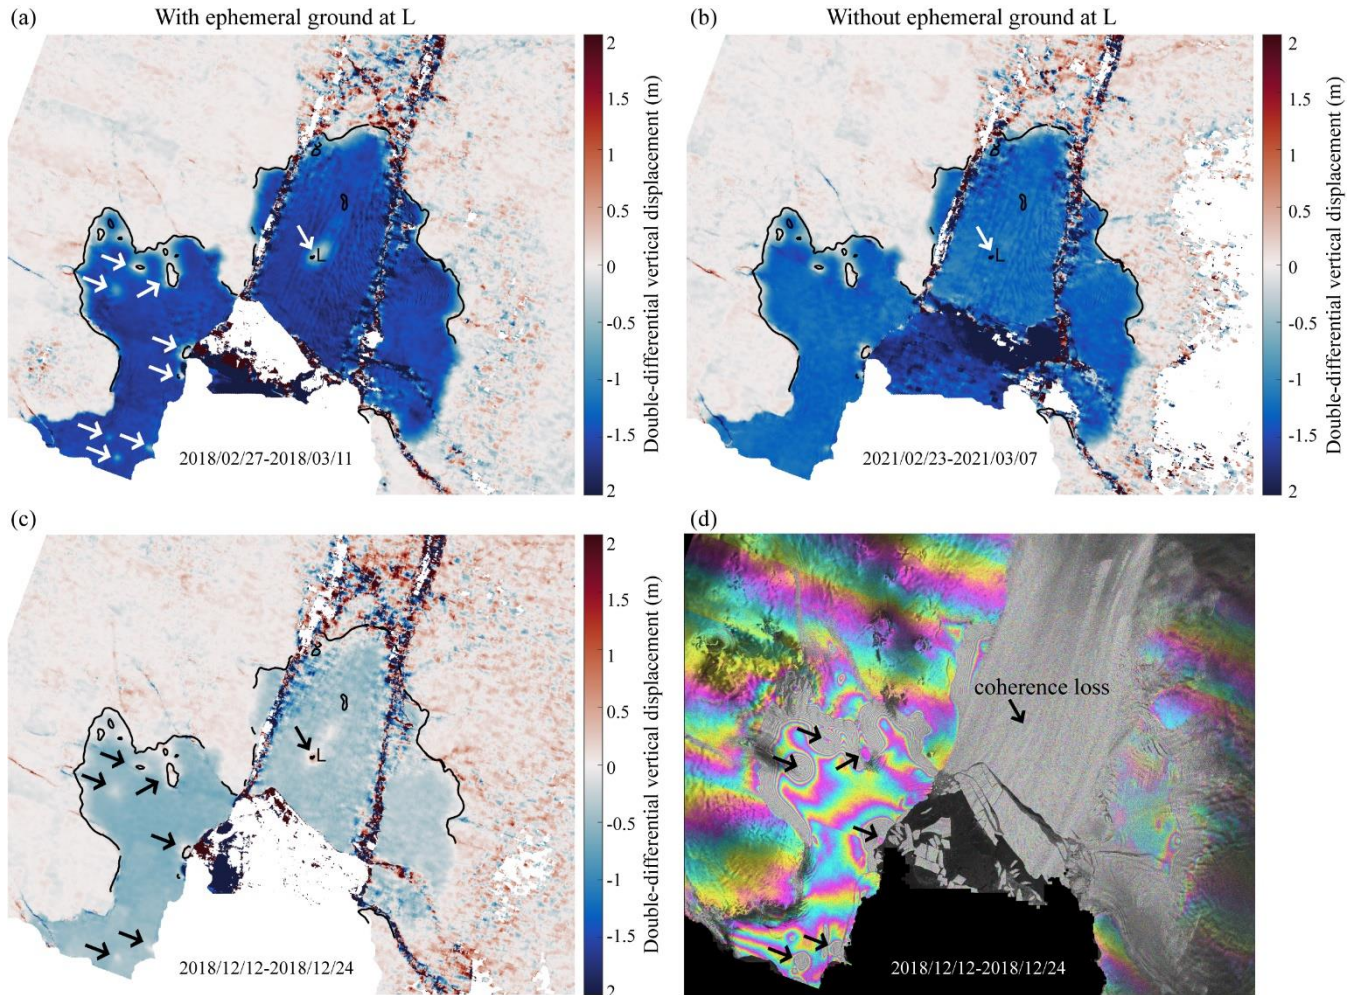 (a)
With ephemeral ground at L
2
1.5
1
0.5
0
-0.5
-1
-1.5
2
Double-differential vertical displacement (m)
L
2018/02/27-2018/03/11
(b)
Without ephemeral ground at L
2
1.5
1
0.5
0
-0.5
-1
-1.5
2
Double-differential vertical displacement (m)
L
2021/02/23-2021/03/07
(c)
2
1.5
1
0.5
0
-0.5
-1
-1.5
2
Double-differential vertical displacement (m)
L
2018/12/12-2018/12/24
(d)
coherence loss
2018/12/12-2018/12/24